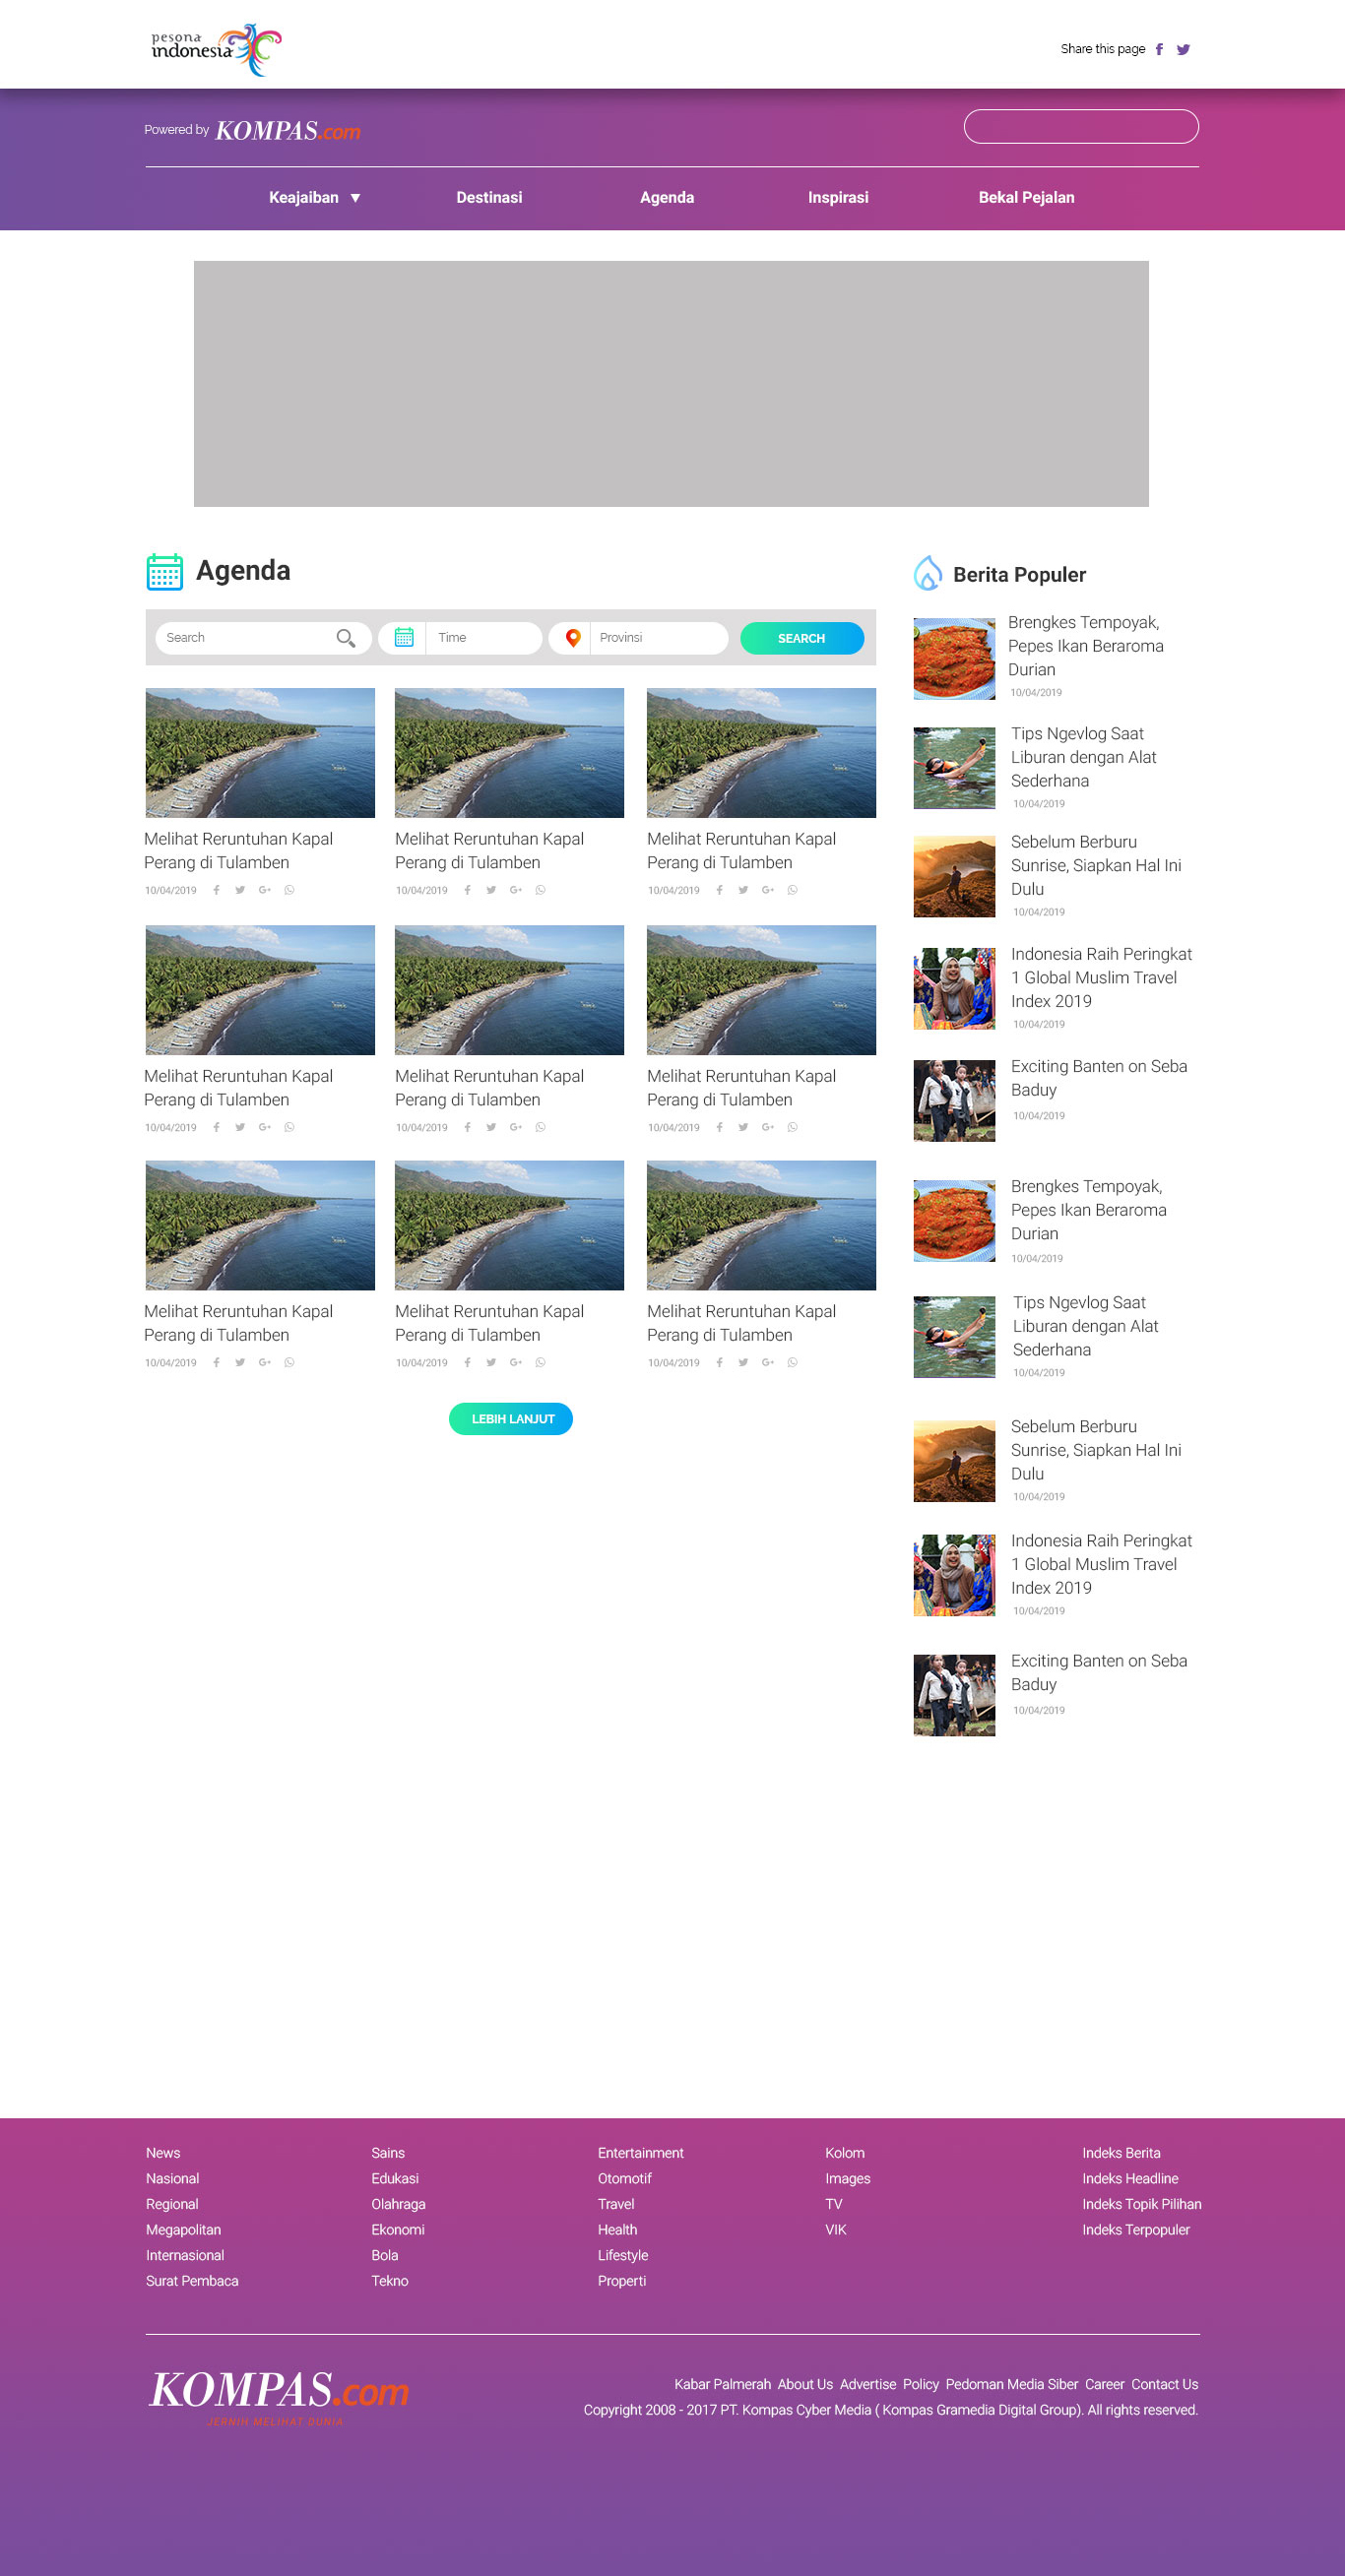 pesona
indonesia
Share this page
Powered by KOMPAS.com
Keajaiban
Destinasi
Agenda
Inspirasi
Bekal Pejalan
Agenda
Search
Time
Provinsi
SEARCH
Melihat Reruntuhan Kapal
Perang di Tulamben
10/04/2019
Melihat Reruntuhan Kapal
Perang di Tulamben
10/04/2019
Melihat Reruntuhan Kapal
Perang di Tulamben
10/04/2019
Melihat Reruntuhan Kapal
Perang di Tulamben
10/04/2019
Melihat Reruntuhan Kapal
Perang di Tulamben
10/04/2019
Melihat Reruntuhan Kapal
Perang di Tulamben
10/04/2019
Melihat Reruntuhan Kapal
Perang di Tulamben
10/04/2019
Melihat Reruntuhan Kapal
Perang di Tulamben
10/04/2019
Melihat Reruntuhan Kapal
Perang di Tulamben
10/04/2019
LEBIH LANJUT
Berita Populer
Brengkes Tempoyak,
Pepes Ikan Beraroma
Durian
10/04/2019
Tips Ngevlog Saat
Liburan dengan Alat
Sederhana
10/04/2019
Sebelum Berburu
Sunrise, Siapkan Hal Ini
Dulu
10/04/2019
Indonesia Raih Peringkat
1 Global Muslim Travel
Index 2019
10/04/2019
Exciting Banten on Seba
Baduy
10/04/2019
Brengkes Tempoyak,
Pepes Ikan Beraroma
Durian
10/04/2019
Tips Ngevlog Saat
Liburan dengan Alat
Sederhana
10/04/2019
Sebelum Berburu
Sunrise, Siapkan Hal Ini
Dulu
10/04/2019
Indonesia Raih Peringkat
1 Global Muslim Travel
Index 2019
10/04/2019
Exciting Banten on Seba
Baduy
10/04/2019
News
Nasional
Regional
Megapolitan
Internasional
Surat Pembaca
Sains
Edukasi
Olahraga
Ekonomi
Bola
Tekno
Entertainment
Otomotif
Travel
Health
Lifestyle
Properti
Kolom
Images
TV
VIK
Indeks Berita
Indeks Headline
Indeks Topik Pilihan
Indeks Terpopuler
KOMPAS.com
JERNIH MELIHAT DUNIA
Kabar Palmerah About Us Advertise Policy Pedoman Media Siber Career Contact Us
Copyright 2008 - 2017 PT. Kompas Cyber Media ( Kompas Gramedia Digital Group). All rights reserved.